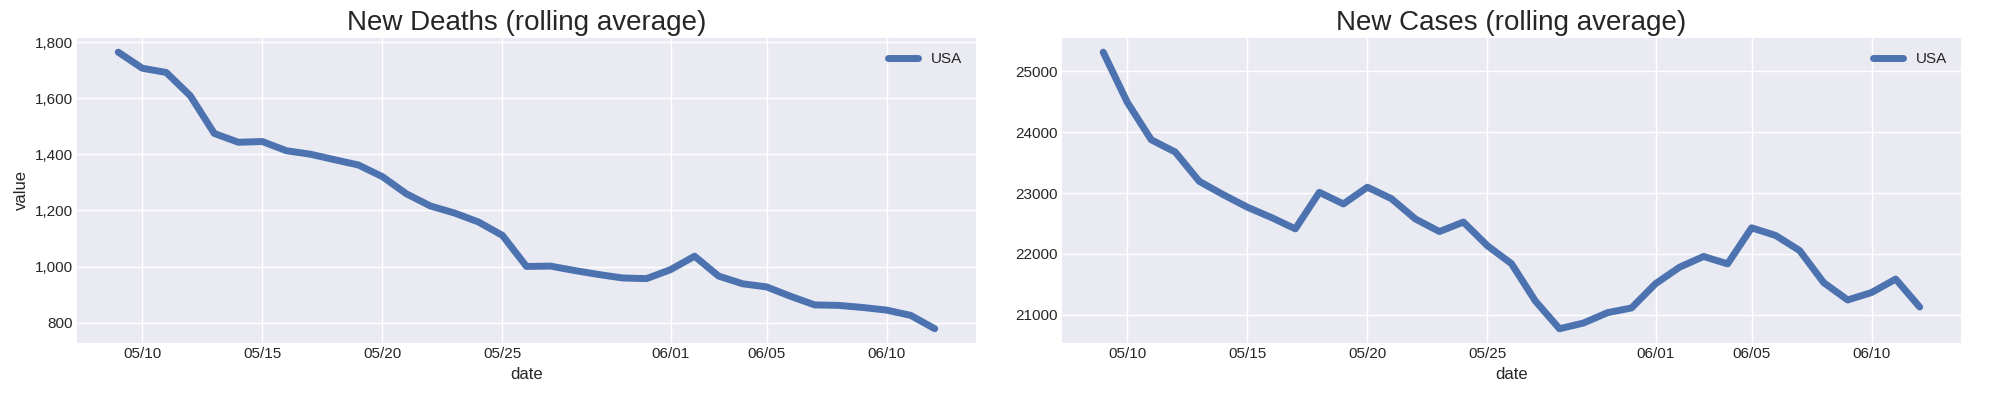 New Deaths (rolling average)
USA
value
1,800
1,600
1,400
1,200
1,000
800
05/10 05/15 05/20 05/25 06/01 06/05 06/10
date
New Cases (rolling average)
USA
25000
24000
23000
22000
21000
05/10 05/15 05/20 05/25 06/01 06/05 06/10
date